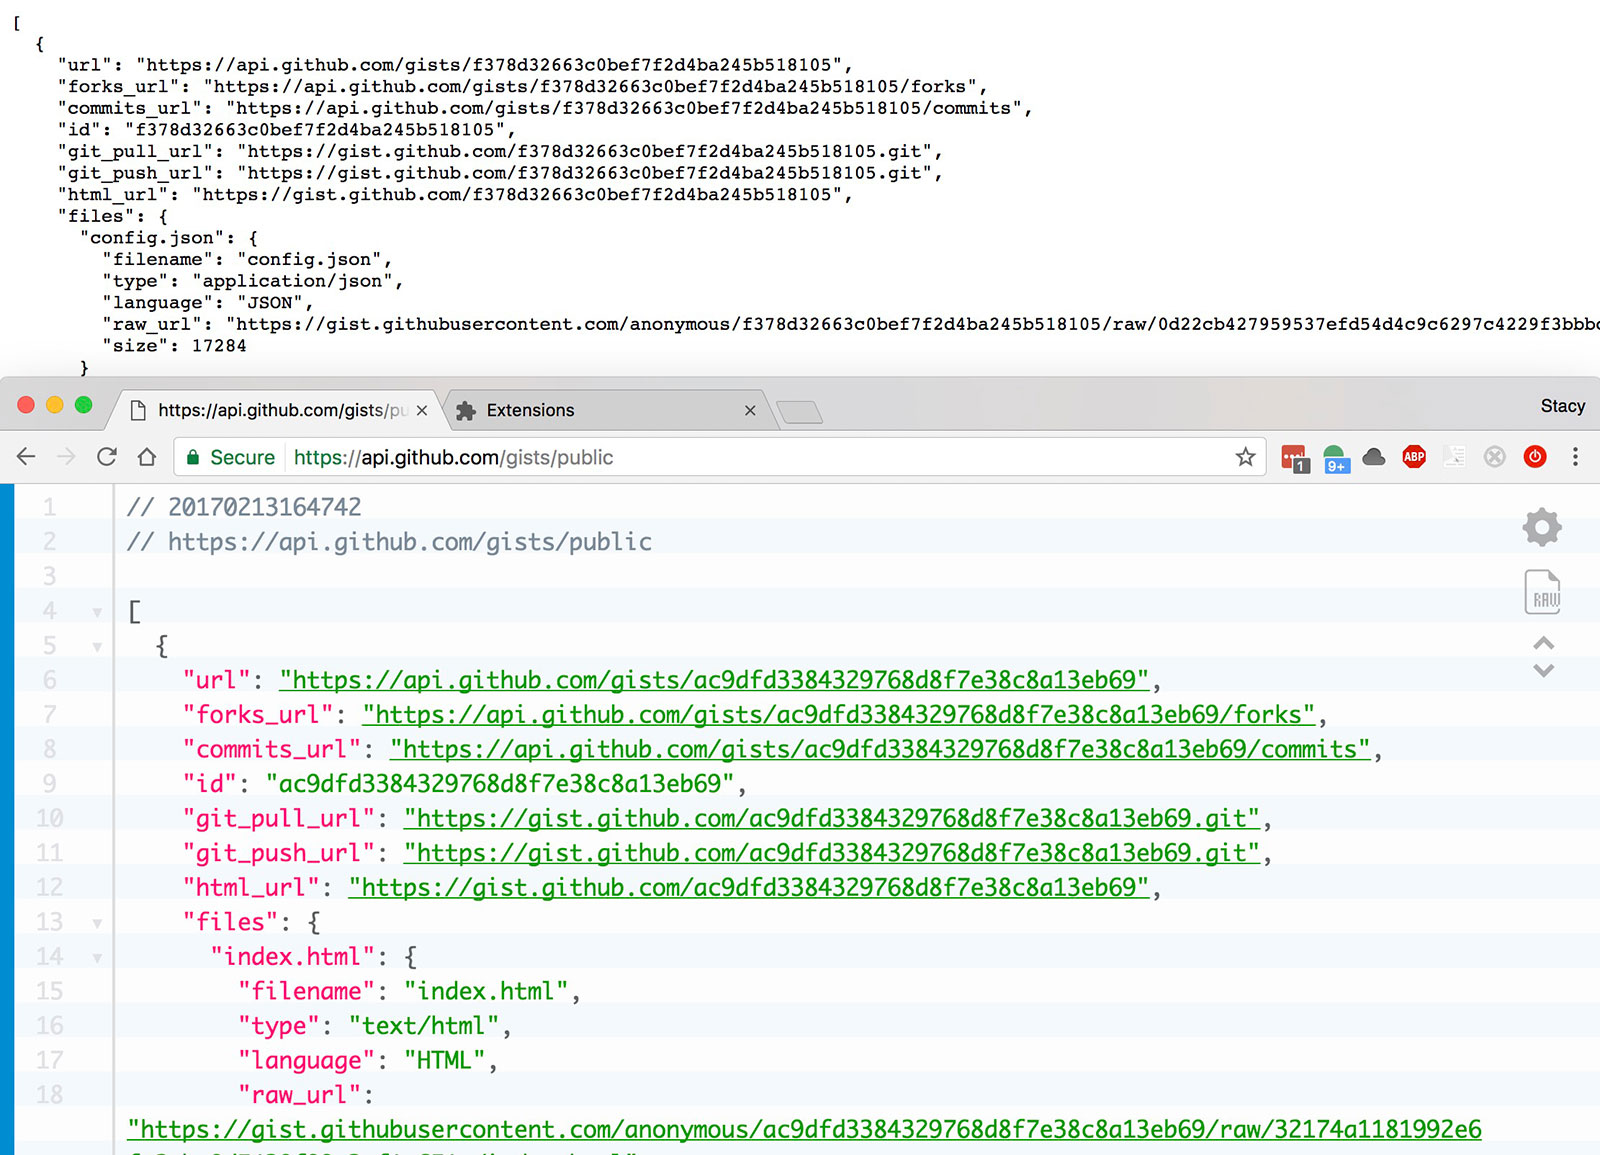 [
{
"url": "https://api.github.com/gists/f378d32663c0bef7f2d4ba245b518105",
"forks_url": "https://api.github.com/gists/f378d32663c0bef7f2d4ba245b518105/forks",
"commits_url": "https://api.github.com/gists/f378d32663c0bef7f2d4ba245b518105/commits",
"id": "f378d32663c0bef7f2d4ba245b518105",
"git_pull_url": "https://gist.github.com/f378d32663c0bef7f2d4ba245b518105.git",
"git_push_url": "https://gist.github.com/f378d32663c0bef7f2d4ba245b518105.git",
"html_url": "https://gist.github.com/f378d32663c0bef7f2d4ba245b518105",
"files": {
"config.json": {
"filename": "config.json",
"type": "application/json",
"language": "JSON",
"raw_url": "https://gist.githubusercontent.com/anonymous/f378d32663c0bef7f2d4ba245b518105/raw/0d22cb427959537efd54d4c9c6297c4229f3bbb
"size": 17284
}
https://api.github.com/gists/pu Extensions Stacy
Secure https://api.github.com/gists/public 1 9+ ABP
1 // 20170213164742
2 // https://api.github.com/gists/public
3
4 [
RAW
5 {
6 "url": "https://api.github.com/gists/ac9dfd3384329768d8f7e38c8a13eb69",
7 "forks_url": "https://api.github.com/gists/ac9dfd3384329768d8f7e38c8a13eb69/forks",
8 "commits_url": "https://api.github.com/gists/ac9dfd3384329768d8f7e38c8a13eb69/commits",
9 "id": "ac9dfd3384329768d8f7e38c8a13eb69",
10 "git_pull_url": "https://gist.github.com/ac9dfd3384329768d8f7e38c8a13eb69.git",
11 "git_push_url": "https://gist.github.com/ac9dfd3384329768d8f7e38c8a13eb69.git",
12 "html_url": "https://gist.github.com/ac9dfd3384329768d8f7e38c8a13eb69",
13 "files": {
14 "index.html": {
15 "filename": "index.html",
16 "type": "text/html",
17 "language": "HTML",
18 "raw_url":
"https://gist.githubusercontent.com/anonymous/ac9dfd3384329768d8f7e38c8a13eb69/raw/32174a1181992e6